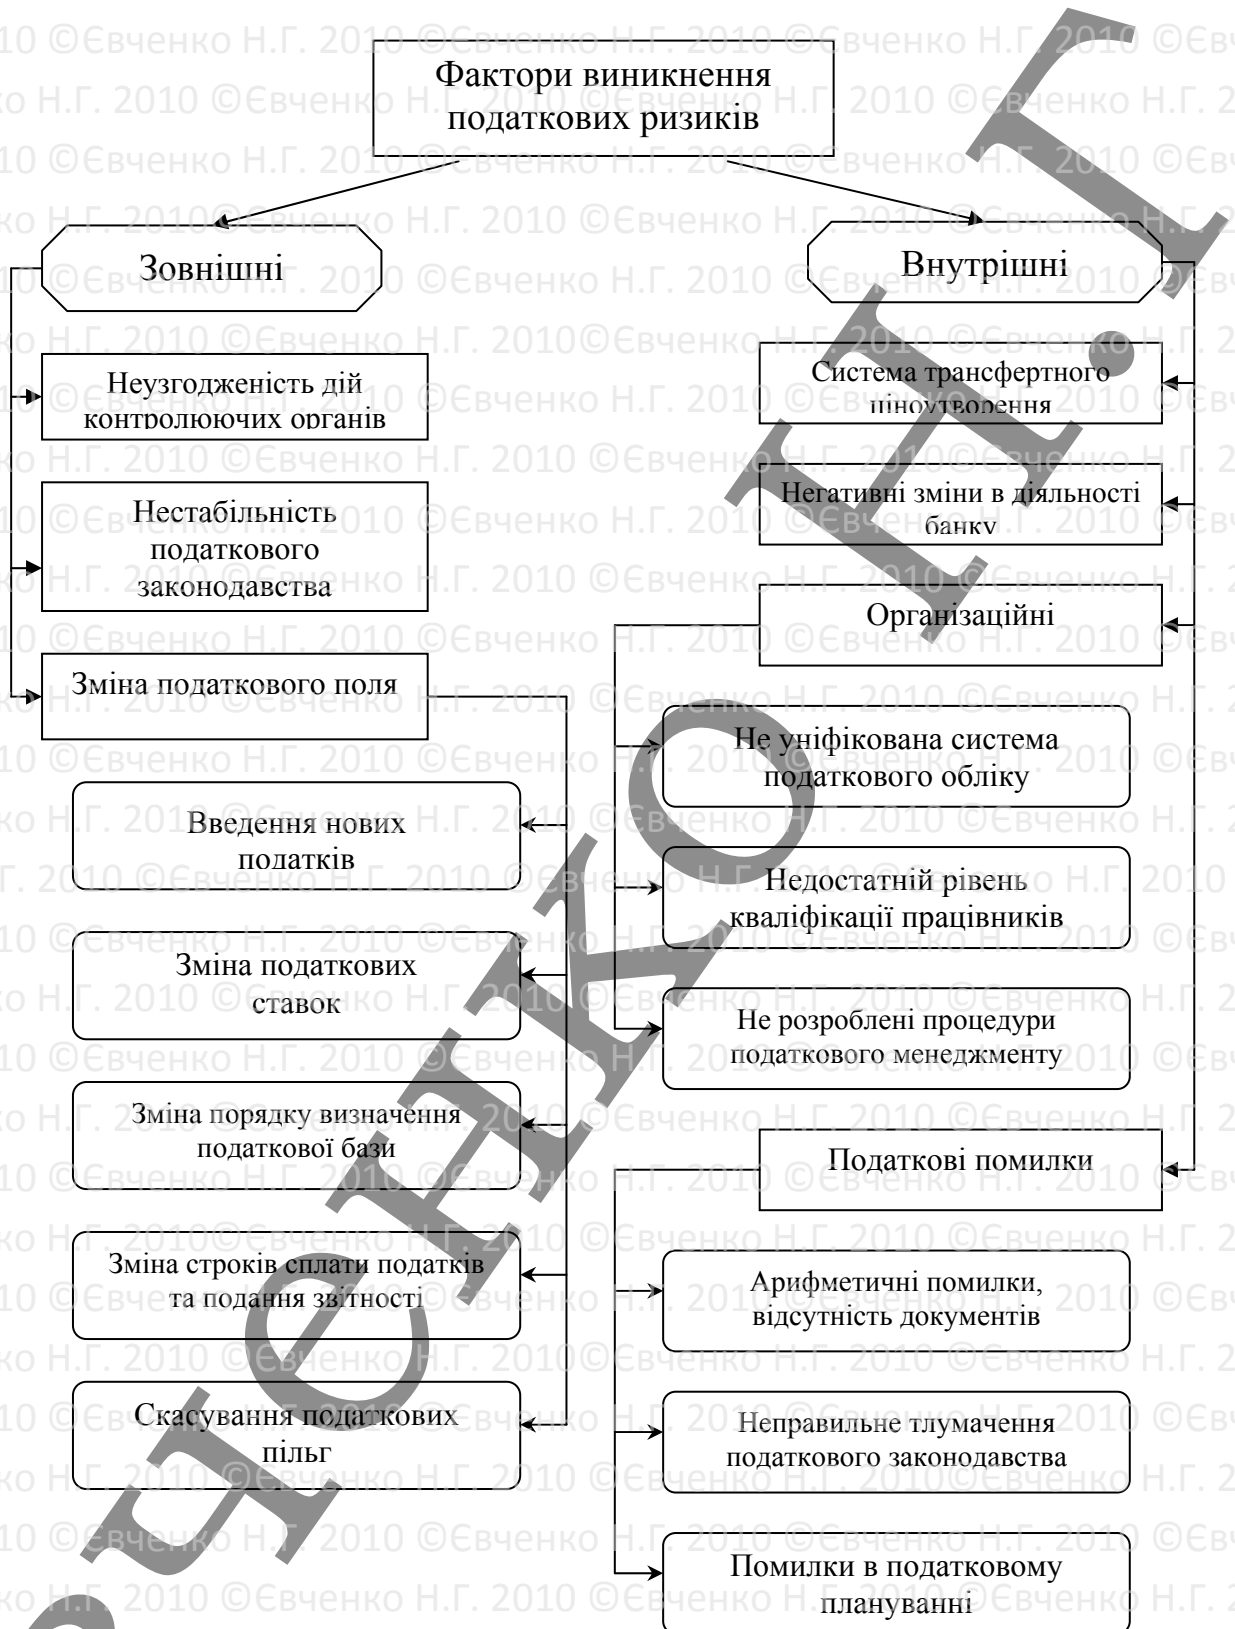 Фактори виникнення
податкових ризиків
Зовнішні
Неузгодженість дій
контролюючих органів
Нестабільність
податкового
законодавства
Зміна податкового поля
Введення нових
податків
Зміна податкових
ставок
Зміна порядку визначення
податкової бази
Зміна строків сплати податків
та подання звітності
Скасування податкових
пільг
Внутрішні
Система трансфертного
ціноутворення
Негативні зміни в діяльності
банку
Організаційні
Не уніфікована система
податкового обліку
Недостатній рівень
кваліфікації працівників
Не розроблені процедури
податкового менеджменту
Податкові помилки
Арифметичні помилки,
відсутність документів
Неправильне тлумачення
податкового законодавства
Помилки в податковому
плануванні
©Євченко Н.Г. 2010